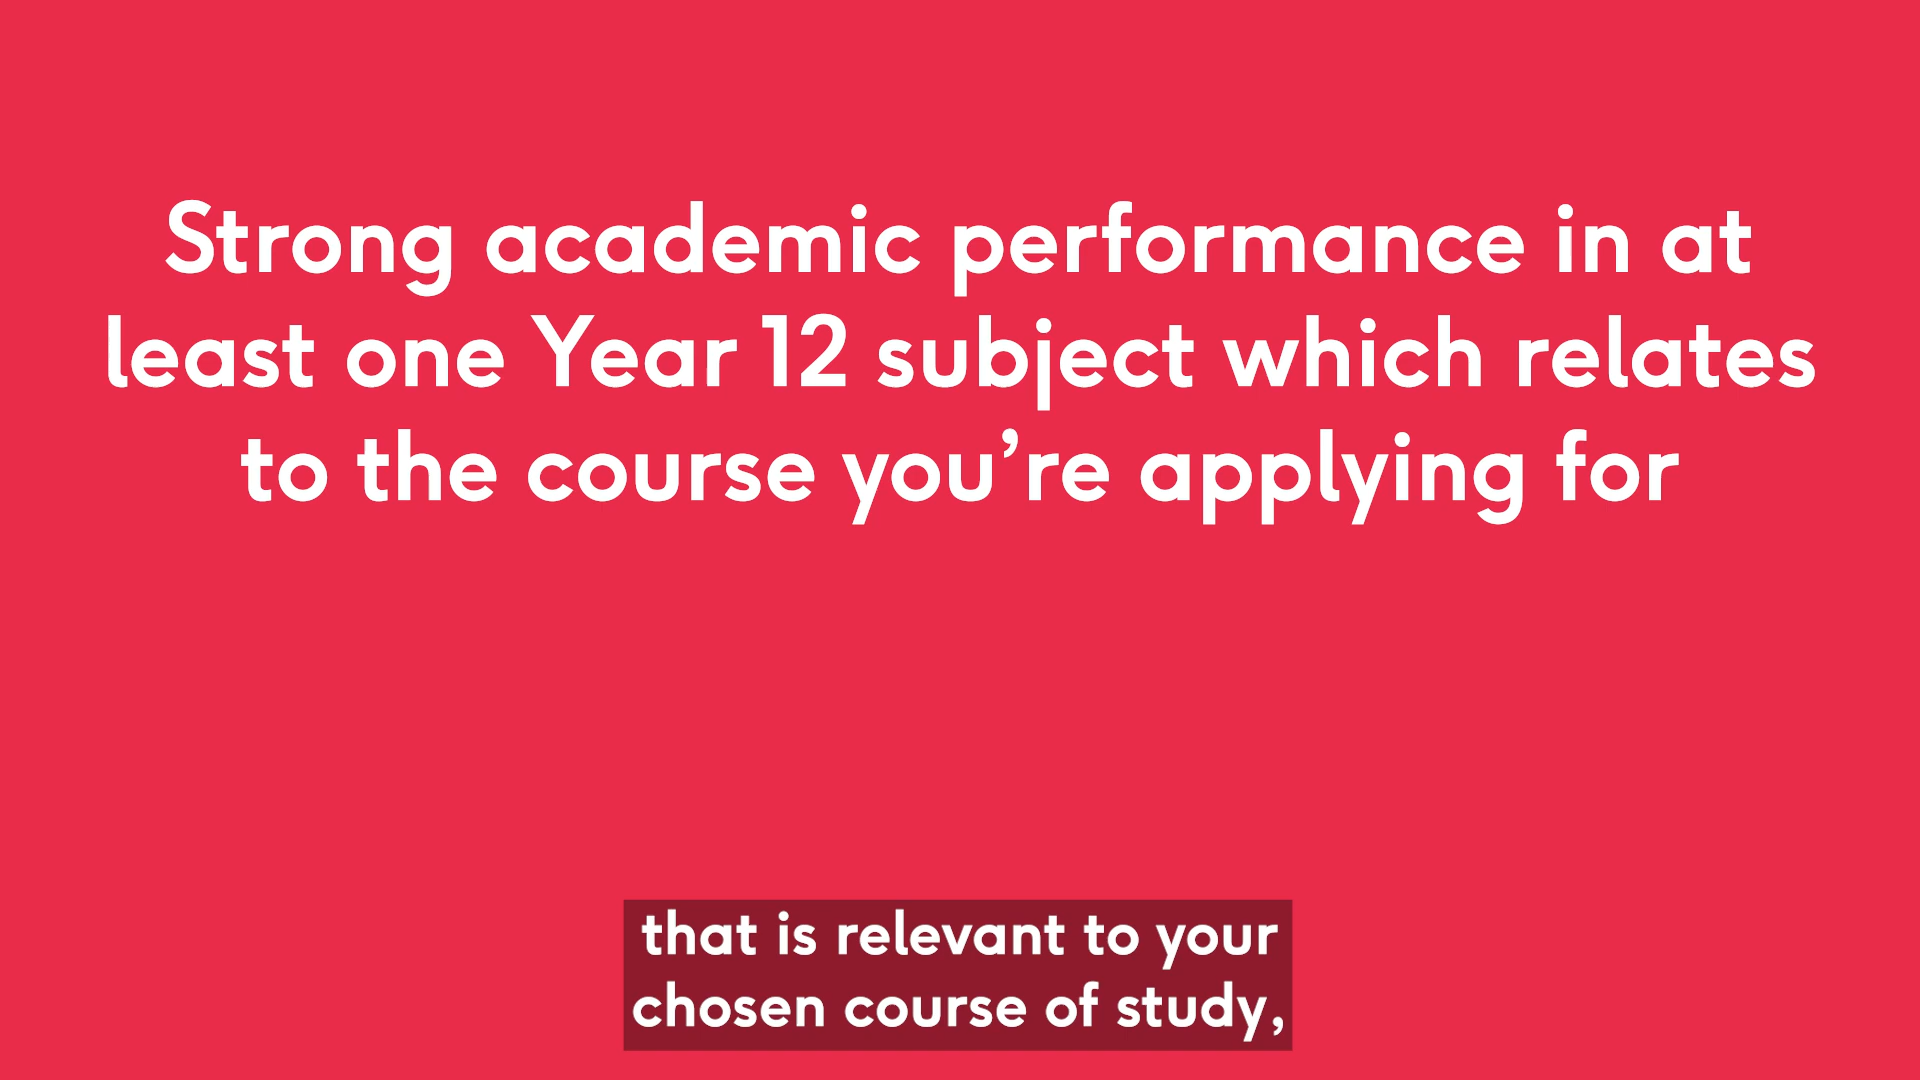 Strong academic performance in at
least one Year 12 subject which relates
to the course you’re applying for
that is relevant to your
chosen course of study,